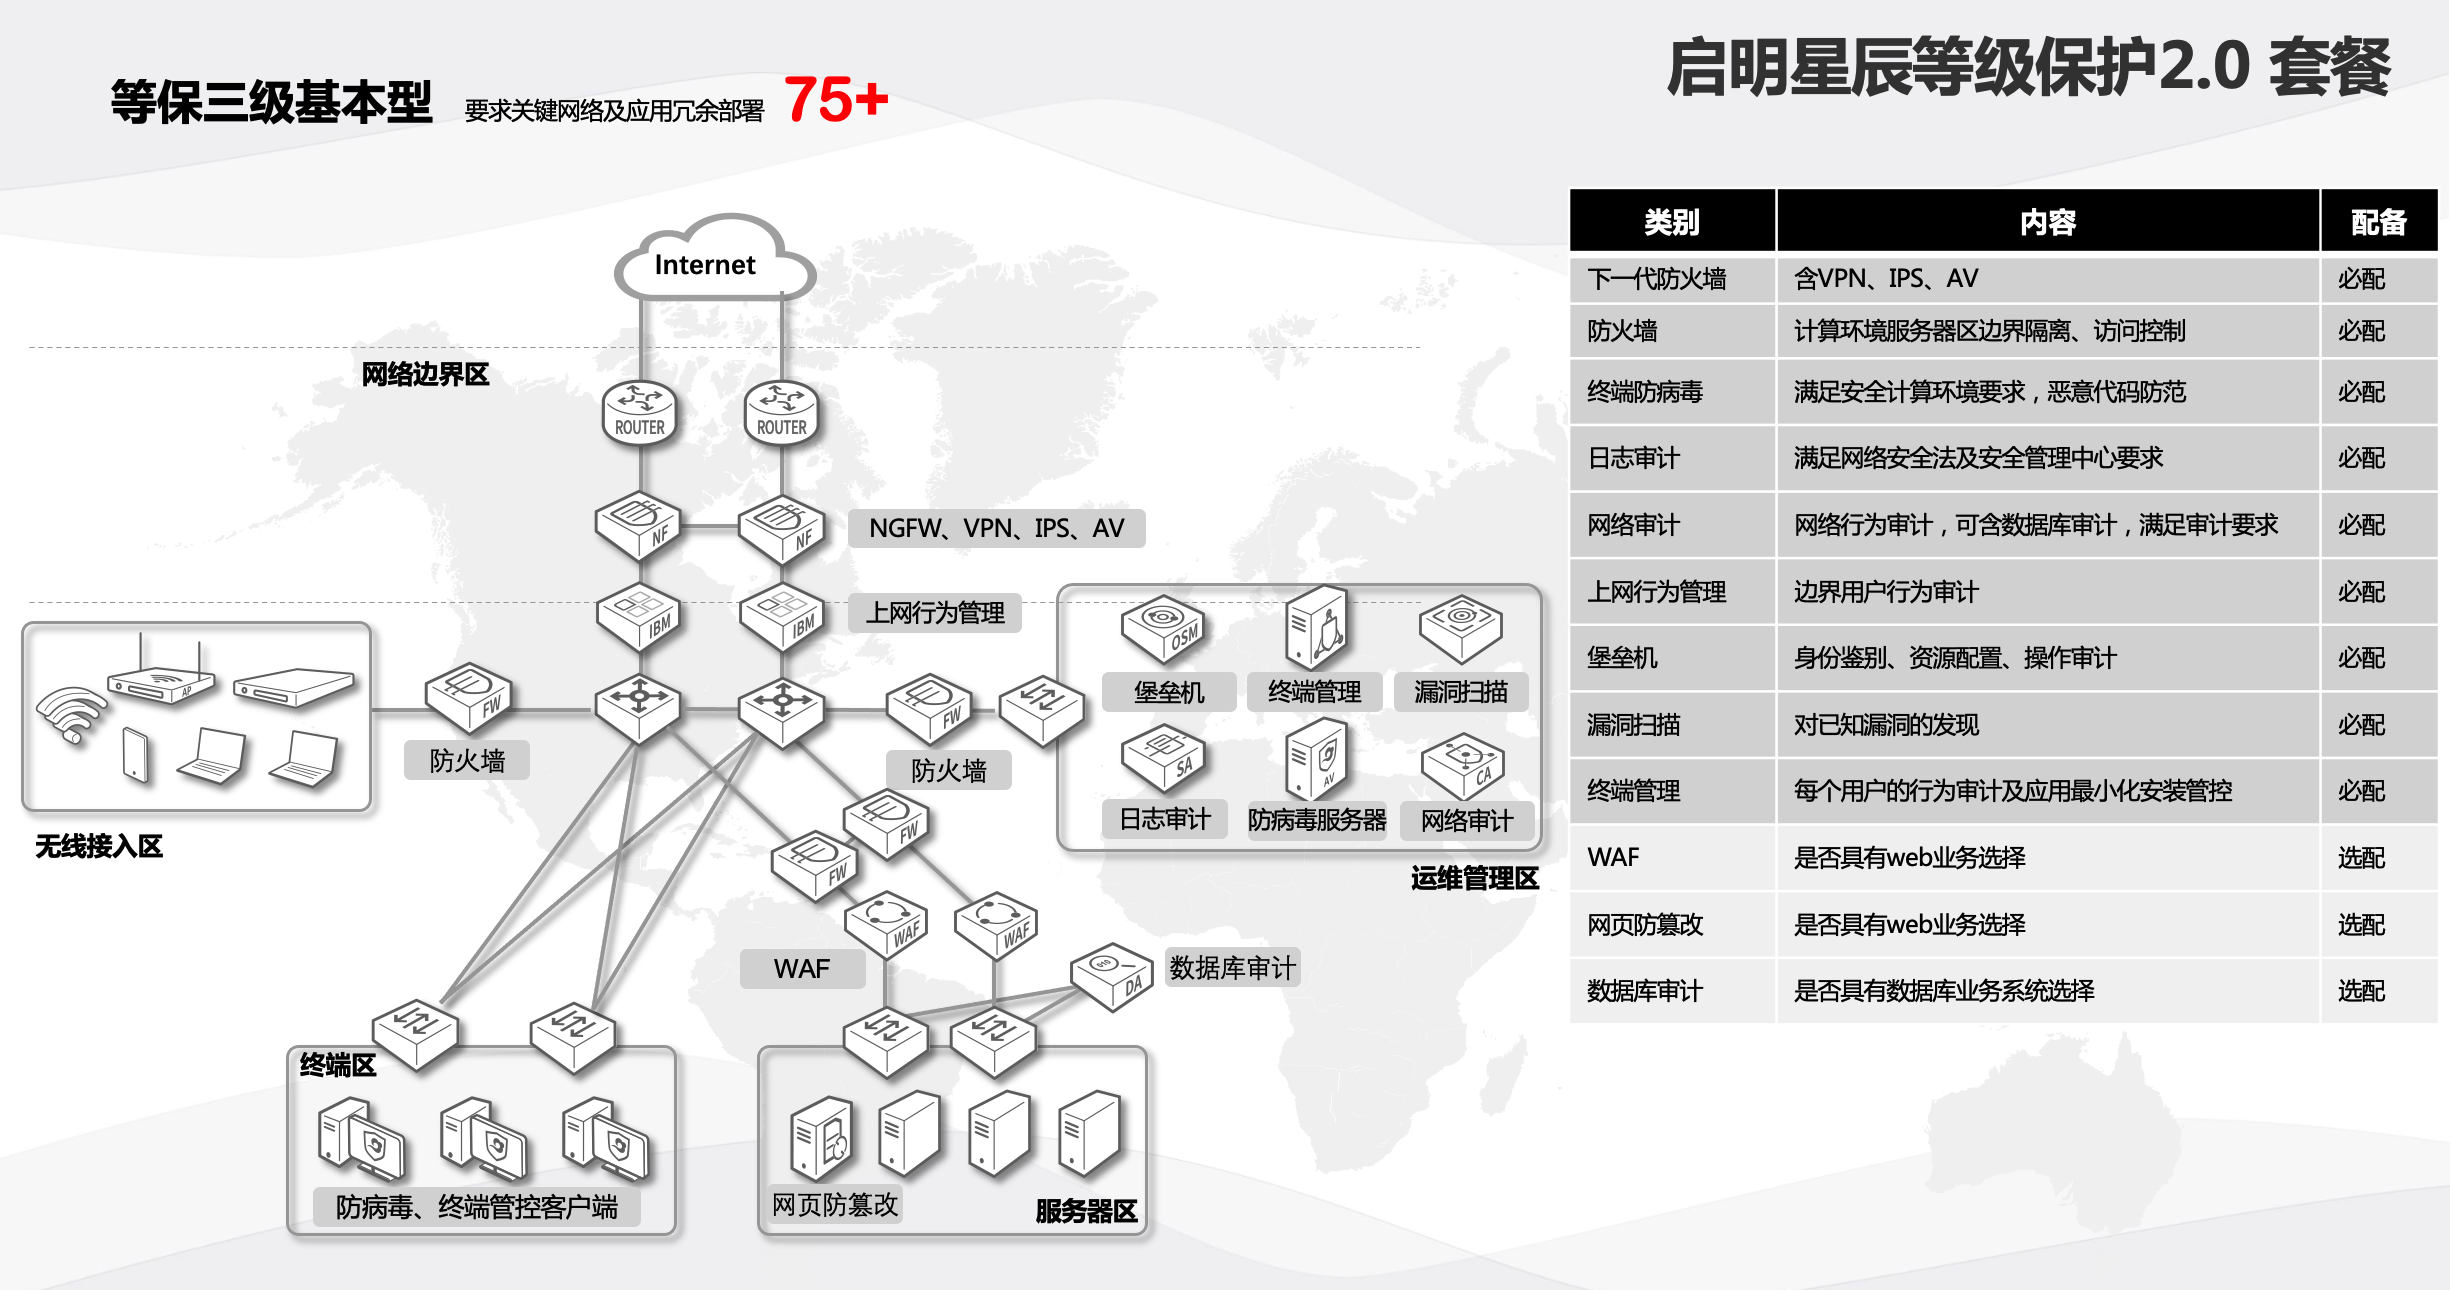 启明星辰等级保护2.0 套餐
等保三级基本型 要求关键网络及应用冗余部署 75+
Internet
网络边界区
ROUTER ROUTER
NF NF
NGFW、VPN、IPS、AV
IBM IBM
上网行为管理
AP
无线接入区
FW
防火墙
FW
防火墙
OSM
堡垒机 终端管理 漏洞扫描
SA AV CA
日志审计 防病毒服务器 网络审计
运维管理区
FW
FW
WAF WAF
WAF
DA
数据库审计
终端区
防病毒、终端管控客户端
网页防篡改
服务器区
类别 内容 配备
下一代防火墙 含VPN、IPS、AV 必配
防火墙 计算环境服务器区边界隔离、访问控制 必配
终端防病毒 满足安全计算环境要求，恶意代码防范 必配
日志审计 满足网络安全法及安全管理中心要求 必配
网络审计 网络行为审计，可含数据库审计，满足审计要求 必配
上网行为管理 边界用户行为审计 必配
堡垒机 身份鉴别、资源配置、操作审计 必配
漏洞扫描 对已知漏洞的发现 必配
终端管理 每个用户的行为审计及应用最小化安装管控 必配
WAF 是否具有web业务选择 选配
网页防篡改 是否具有web业务选择 选配
数据库审计 是否具有数据库业务系统选择 选配